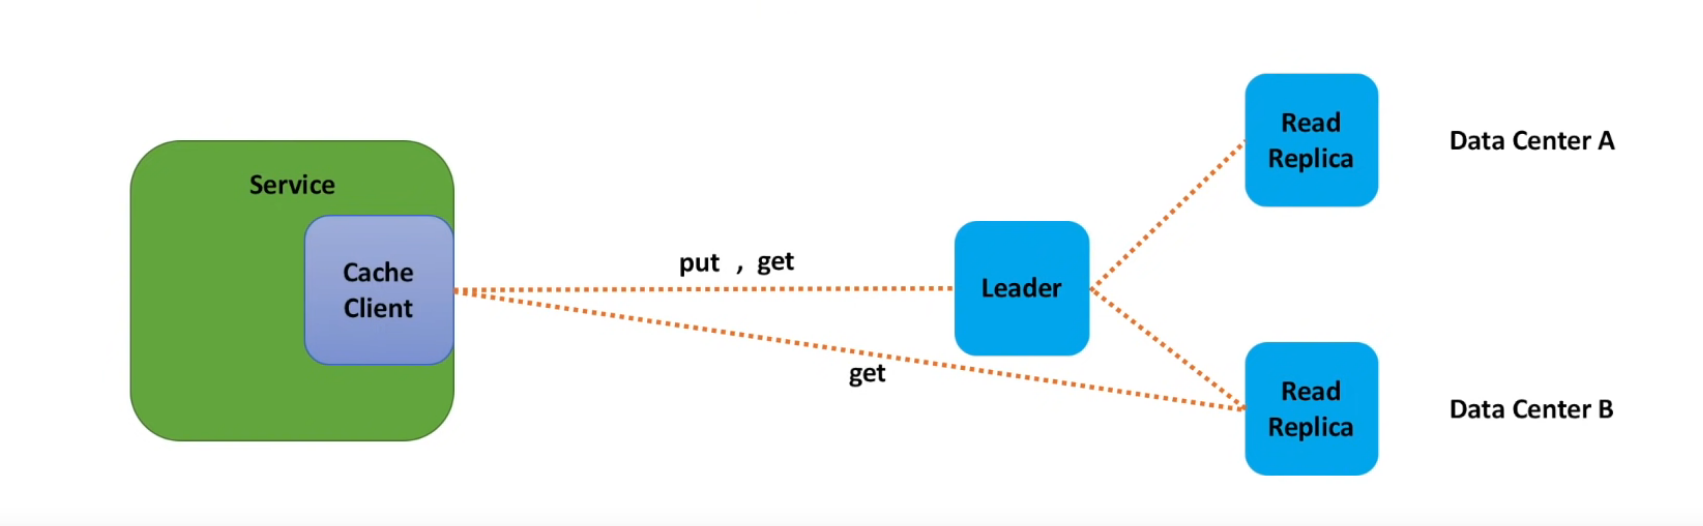 Service
Cache
Client
put , get
get
Leader
Read
Replica
Data Center A
Read
Replica
Data Center B